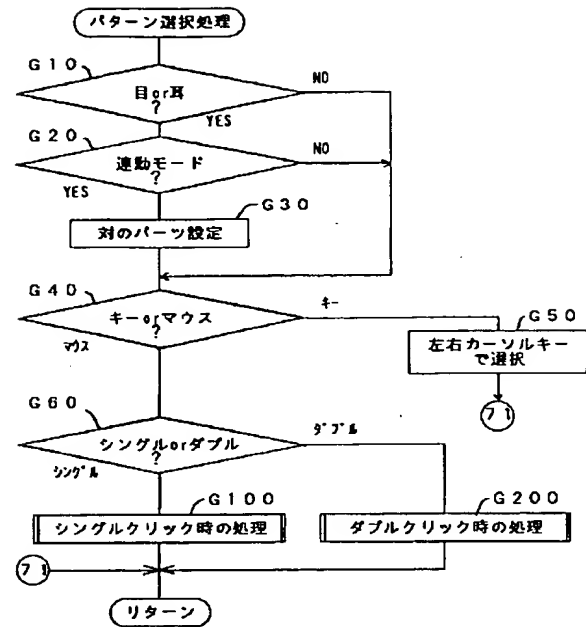 パターン選択処理
G10
目or耳
?
NO
YES
G20
連動モード
?
NO
YES
G30
対のパーツ設定
G40
キーorマウス
?
キー
マウス
G50
左右カーソルキー
で選択
71
G60
シングルorダブル
?
ダブル
シングル
G100
シングルクリック時の処理
G200
ダブルクリック時の処理
71
リターン